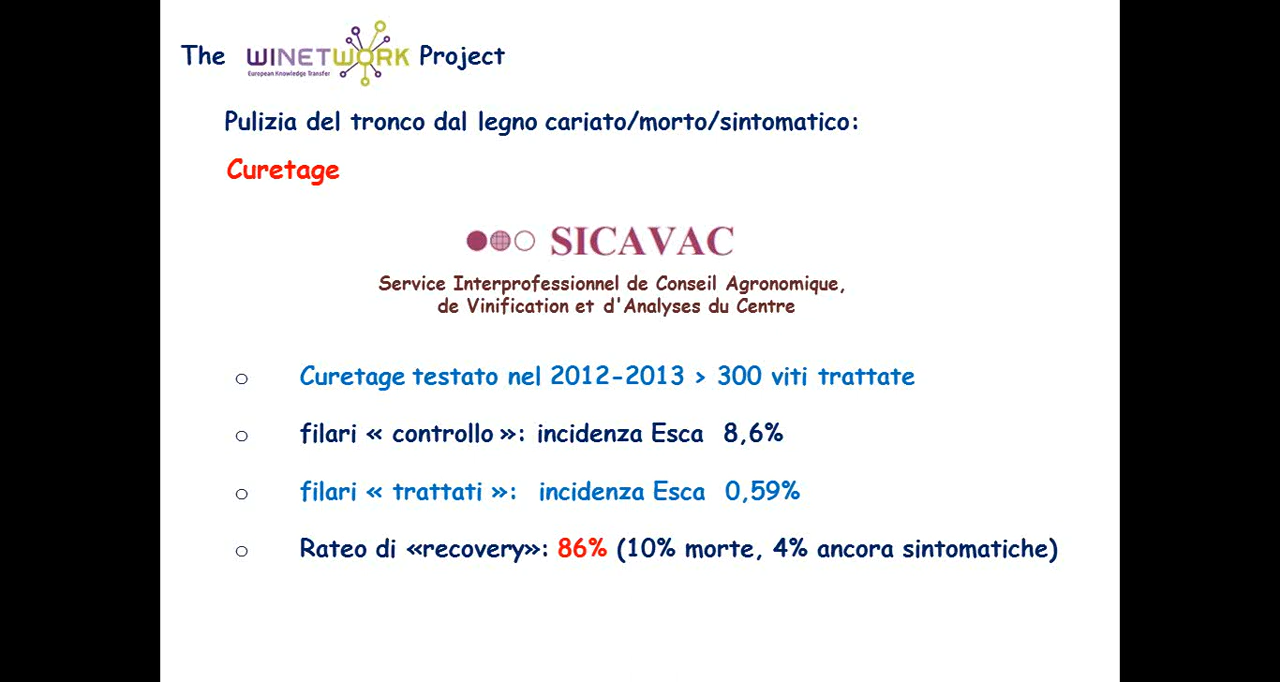 The WINETWORK Project
European Knowledge Transfer
Pulizia del tronco dal legno cariato/morto/sintomatico:
Curetage
SICAVAC
Service Interprofessionnel de Conseil Agronomique,
de Vinification et d'Analyses du Centre
Curetage testato nel 2012-2013 > 300 viti trattate
filari « controllo »: incidenza Esca 8,6%
filari « trattati »: incidenza Esca 0,59%
Rateo di «recovery»: 86% (10% morte, 4% ancora sintomatiche)